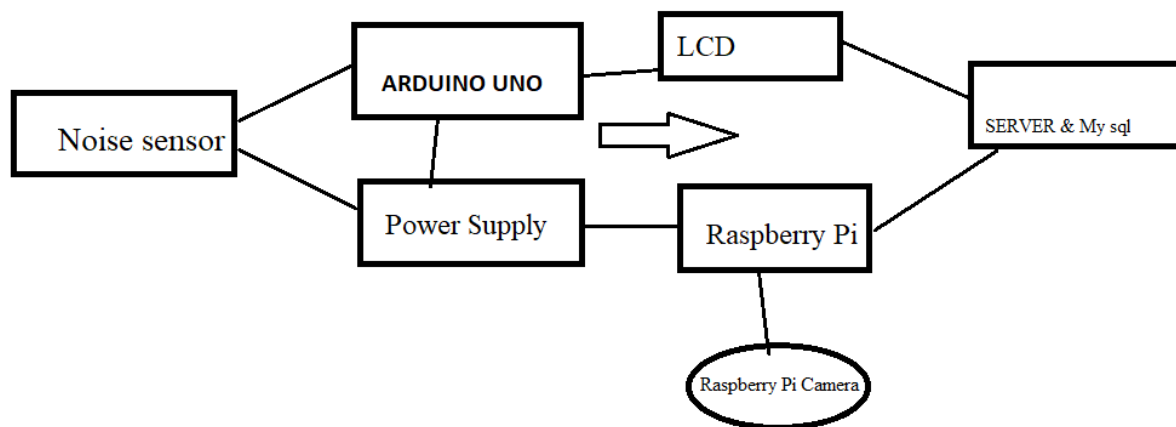 LCD
ARDUINO UNO
SERVER & My sql
Noise sensor
Power Supply
Raspberry Pi
Raspberry Pi Camera